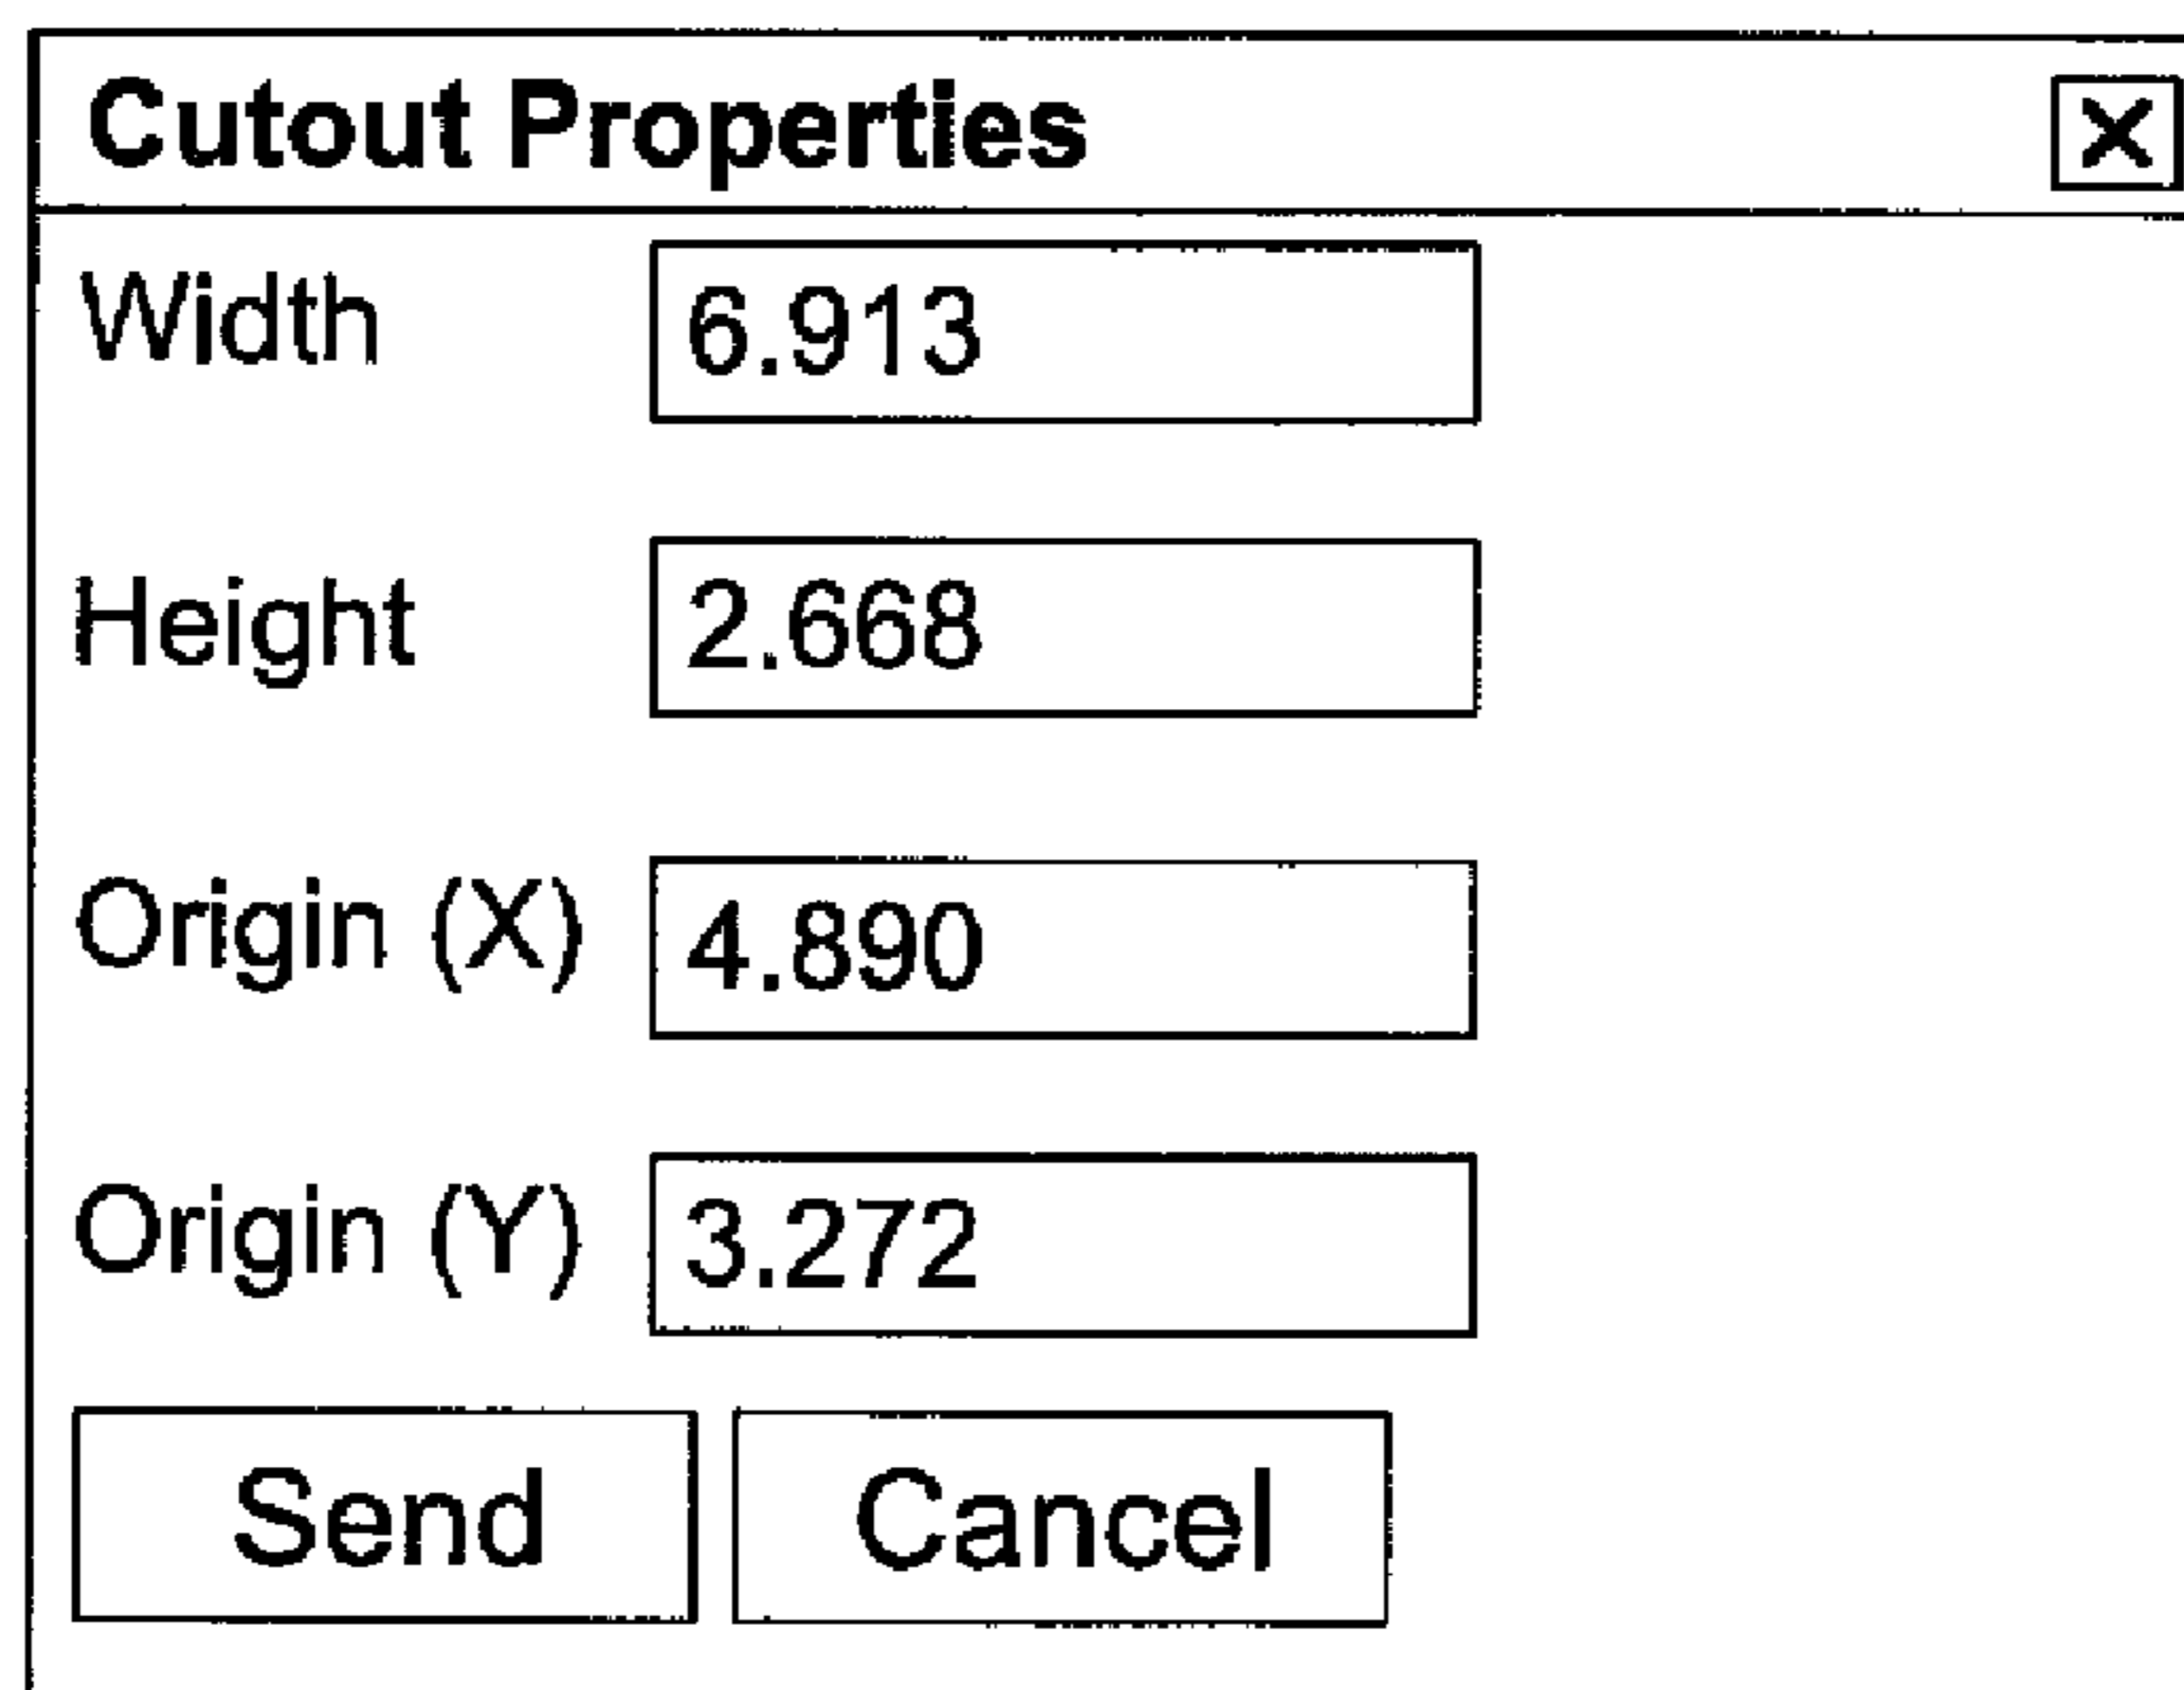 Cutout Properties
Width 6.913
Height 2.668
Origin (X) 4.890
Origin (Y) 3.272
Send Cancel